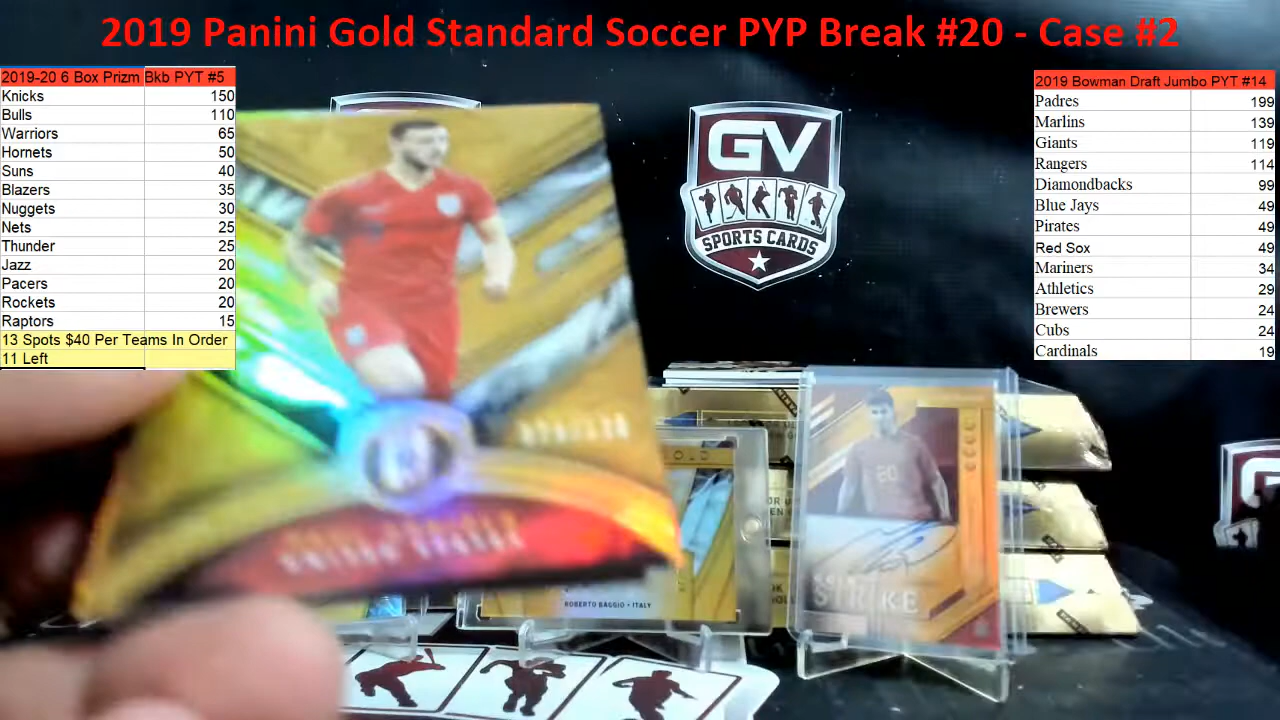 2019 Panini Gold Standard Soccer PYP Break #20 - Case #2
2019-20 6 Box Prizm Bkb PYT #5
Knicks 150
Bulls 110
Warriors 65
Hornets 50
Suns 40
Blazers 35
Nuggets 30
Nets 25
Thunder 25
Jazz 20
Pacers 20
Rockets 20
Raptors 15
13 Spots $40 Per Teams In Order
11 Left
2019 Bowman Draft Jumbo PYT #14
Padres 199
Marlins 139
Giants 119
Rangers 114
Diamondbacks 99
Blue Jays 49
Pirates 49
Red Sox 49
Mariners 34
Athletics 29
Brewers 24
Cubs 24
Cardinals 19
GV
SPORTS CARDS
UNITED STATES
ROBERTO BAGGIO • ITALY
20
G